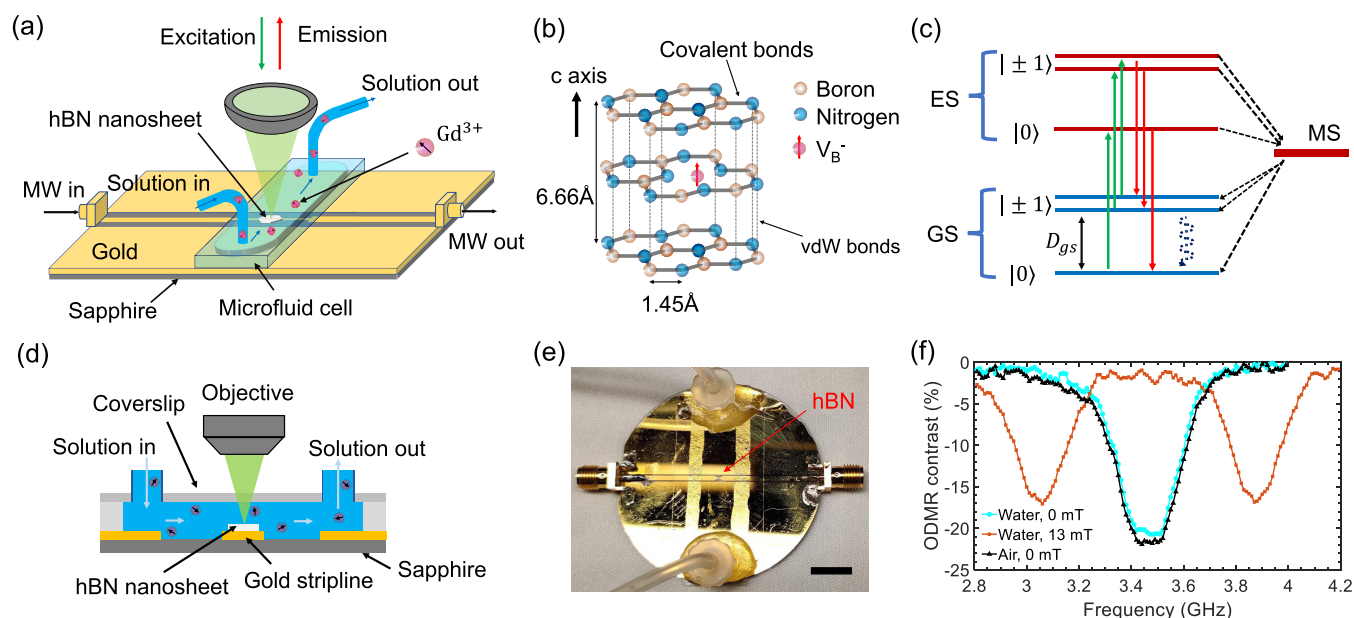 (a)
Excitation
Emission
Solution out
hBN nanosheet
Gd³⁺
MW in
Solution in
Gold
MW out
Sapphire
Microfluid cell
(b)
Covalent bonds
c axis
Boron
Nitrogen
V_B⁻
6.66Å
vdW bonds
1.45Å
(c)
|±1⟩
ES
|0⟩
MS
|±1⟩
GS
D_gs
|0⟩
(d)
Objective
Coverslip
Solution in
Solution out
hBN nanosheet
Gold stripline
Sapphire
(e)
hBN
(f)
0
-5
-10
-15
-20
-25
ODMR contrast (%)
Water, 0 mT
Water, 13 mT
Air, 0 mT
2.8 3 3.2 3.4 3.6 3.8 4 4.2
Frequency (GHz)